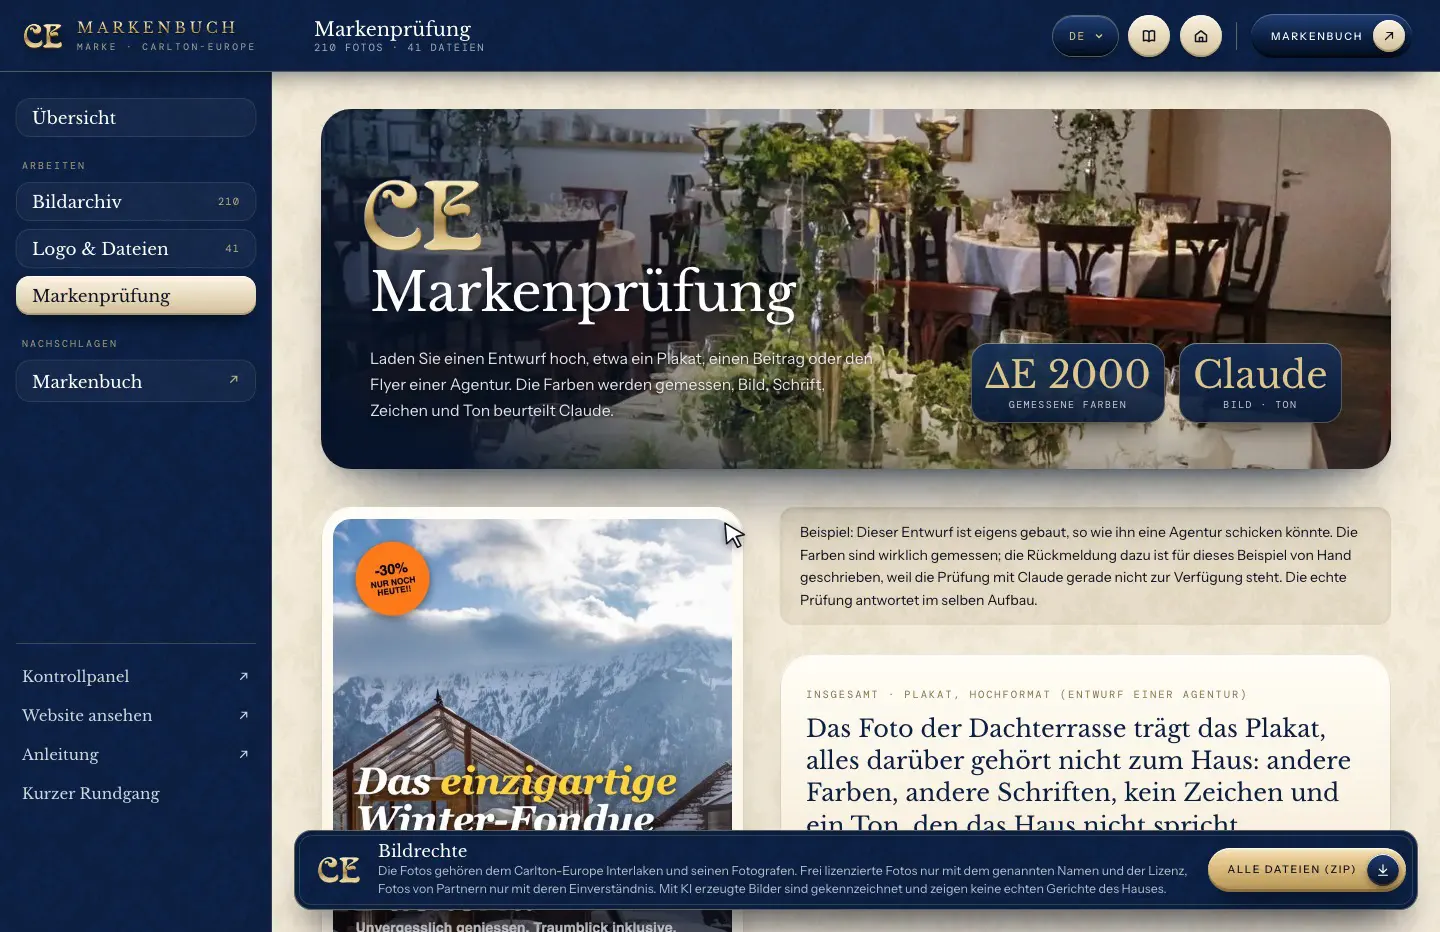 CE MARKENBUCH
MARKE · CARLTON-EUROPE
Markenprüfung
210 FOTOS · 41 DATEIEN
DE
MARKENBUCH
Übersicht
ARBEITEN
Bildarchiv 210
Logo & Dateien 41
Markenprüfung
NACHSCHLAGEN
Markenbuch
Kontrollpanel
Website ansehen
Anleitung
Kurzer Rundgang
CE
Markenprüfung
Laden Sie einen Entwurf hoch, etwa ein Plakat, einen Beitrag oder den
Flyer einer Agentur. Die Farben werden gemessen. Bild, Schrift,
Zeichen und Ton beurteilt Claude.
ΔE 2000
GEMESSENE FARBEN
Claude
BILD · TON
-30%
NUR NOCH
HEUTE!!
Das einzigartige
Winter-Fondue
Unvergesslich geniessen. Traumblick inklusive.
Beispiel: Dieser Entwurf ist eigens gebaut, so wie ihn eine Agentur schicken könnte. Die
Farben sind wirklich gemessen; die Rückmeldung dazu ist für dieses Beispiel von Hand
geschrieben, weil die Prüfung mit Claude gerade nicht zur Verfügung steht. Die echte
Prüfung antwortet im selben Aufbau.
INSGESAMT · PLAKAT, HOCHFORMAT (ENTWURF EINER AGENTUR)
Das Foto der Dachterrasse trägt das Plakat,
alles darüber gehört nicht zum Haus: andere
Farben, andere Schriften, kein Zeichen und
ein Ton, den das Haus nicht spricht.
CE
Bildrechte
Die Fotos gehören dem Carlton-Europe Interlaken und seinen Fotografen. Frei lizenzierte Fotos nur mit dem genannten Namen und der Lizenz,
Fotos von Partnern nur mit deren Einverständnis. Mit KI erzeugte Bilder sind gekennzeichnet und zeigen keine echten Gerichte des Hauses.
ALLE DATEIEN (ZIP)